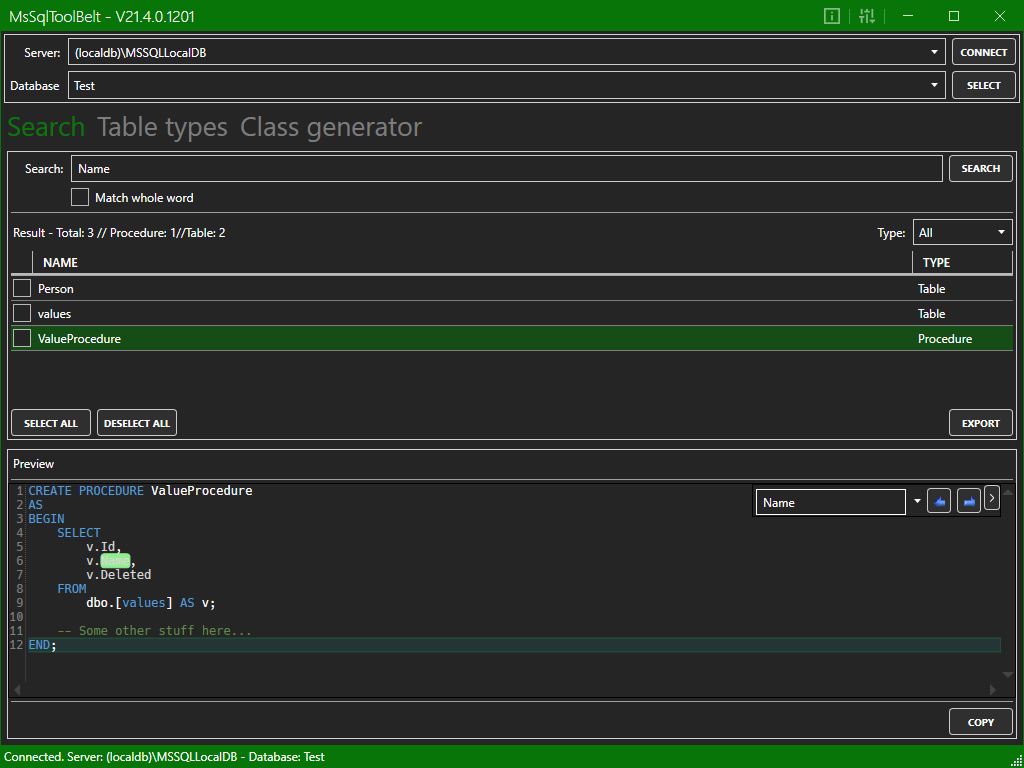 MsSqlToolBelt - V21.4.0.1201
Server: (localdb)\MSSQLLocalDB CONNECT
Database Test SELECT
Search Table types Class generator
Search: Name SEARCH
Match whole word
Result - Total: 3 // Procedure: 1//Table: 2 Type: All
NAME TYPE
Person Table
values Table
ValueProcedure Procedure
SELECT ALL DESELECT ALL EXPORT
Preview
1 CREATE PROCEDURE ValueProcedure
2 AS
3 BEGIN
4 SELECT
5 v.Id,
6 v.Name,
7 v.Deleted
8 FROM
9 dbo.[values] AS v;
10
11 -- Some other stuff here...
12 END;
Name
COPY
Connected. Server: (localdb)\MSSQLLocalDB - Database: Test